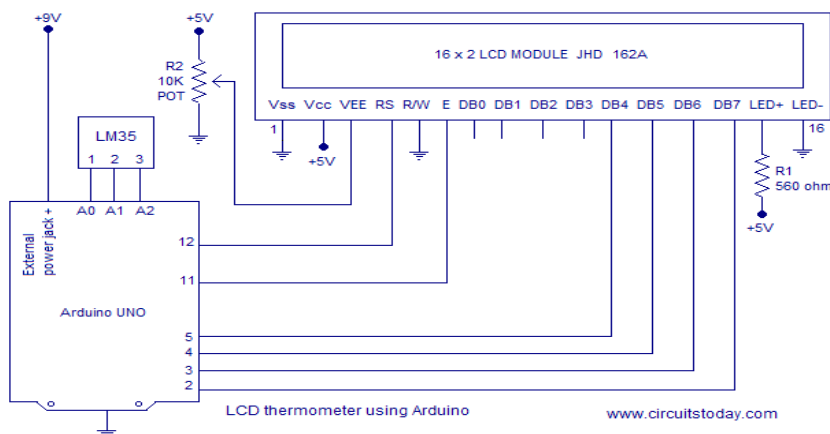 +9V
+5V
R2
10K
POT
16 x 2 LCD MODULE JHD 162A
Vss Vcc VEE RS R/W E DB0 DB1 DB2 DB3 DB4 DB5 DB6 DB7 LED+ LED-
1
16
+5V
R1
560 ohm
+5V
LM35
1 2 3
A0 A1 A2
External
power jack +
12
11
Arduino UNO
5
4
3
2
LCD thermometer using Arduino
www.circuitstoday.com